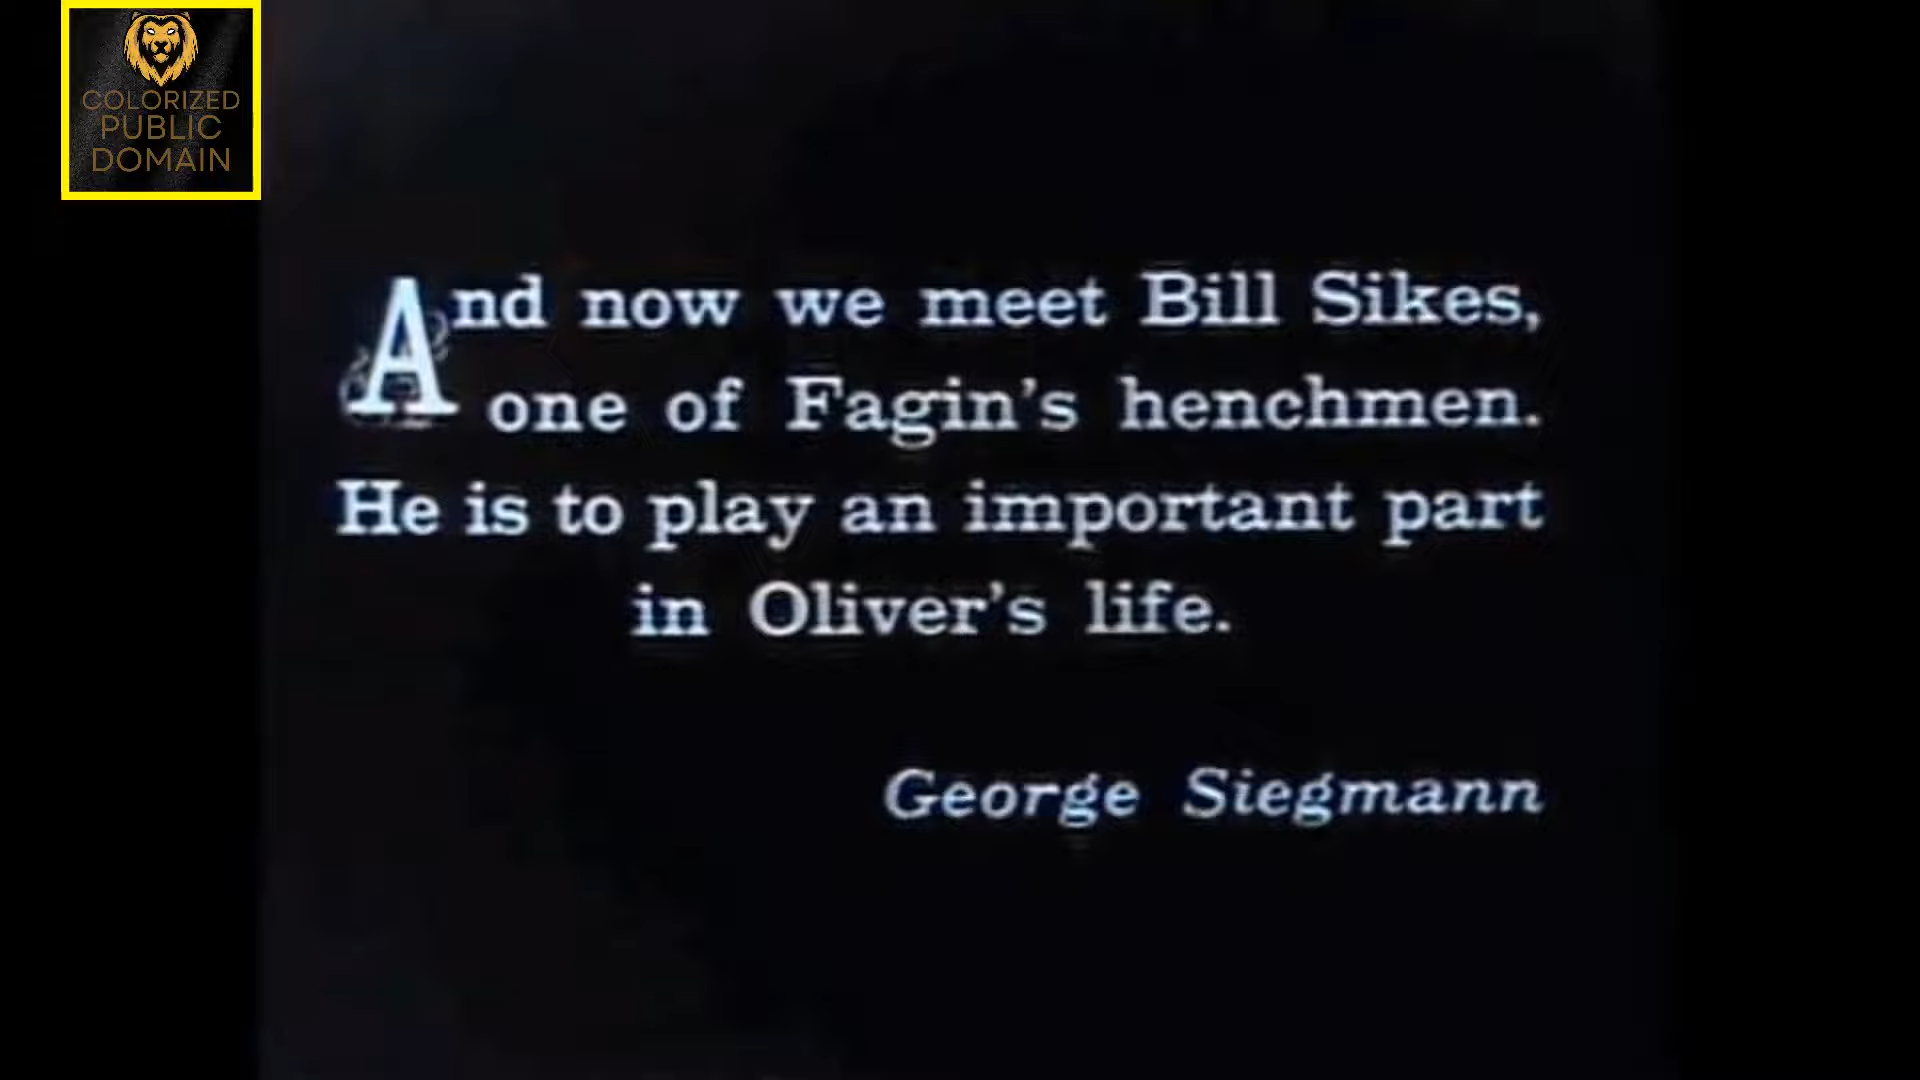 COLORIZED
PUBLIC
DOMAIN
And now we meet Bill Sikes,
one of Fagin's henchmen.
He is to play an important part
in Oliver's life.
George Siegmann